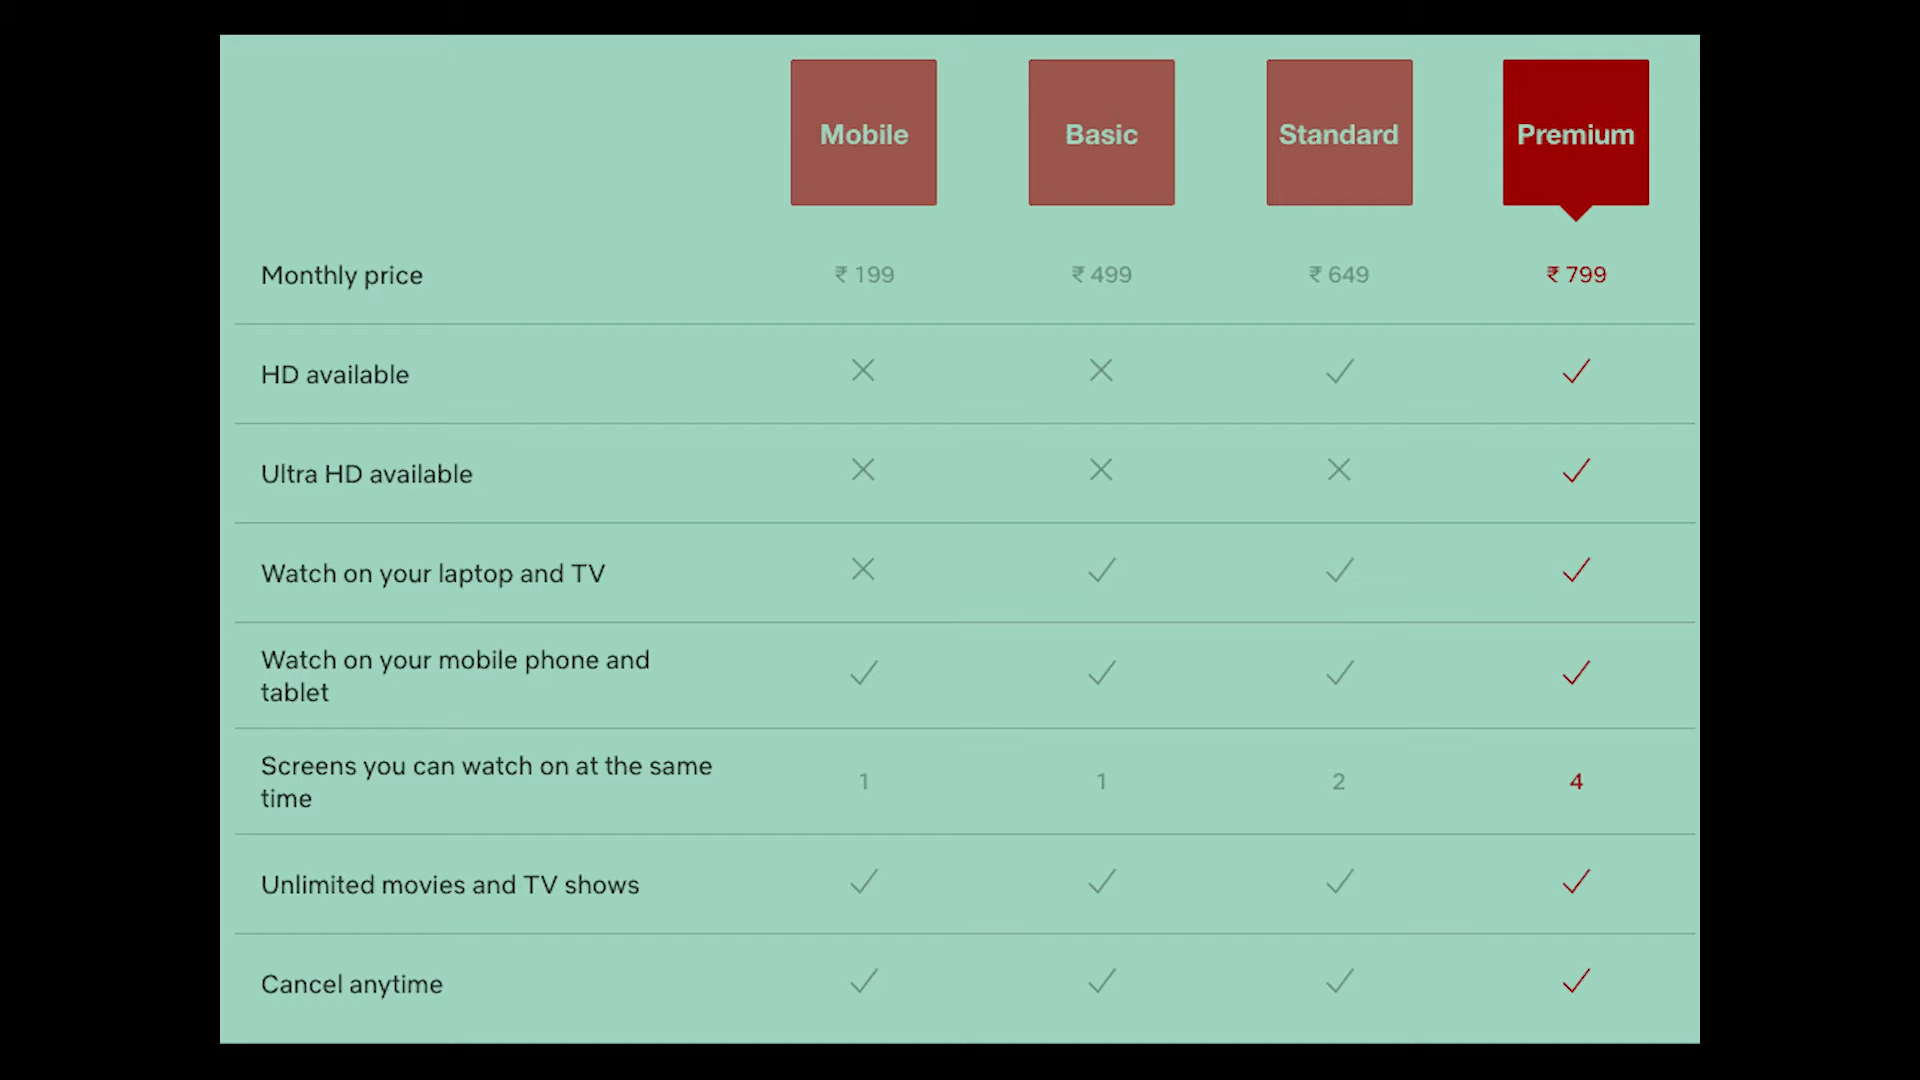 Mobile Basic Standard Premium
Monthly price ₹ 199 ₹ 499 ₹ 649 ₹ 799
HD available
Ultra HD available
Watch on your laptop and TV
Watch on your mobile phone and
tablet
Screens you can watch on at the same
time
1 1 2 4
Unlimited movies and TV shows
Cancel anytime